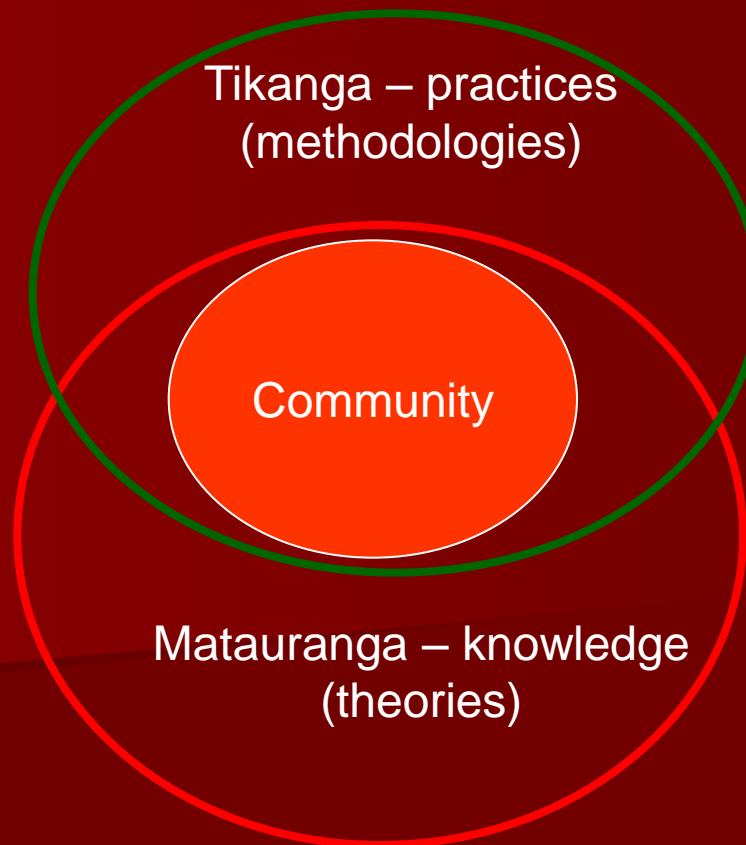 Tikanga – practices
(methodologies)
Community
Matauranga – knowledge
(theories)